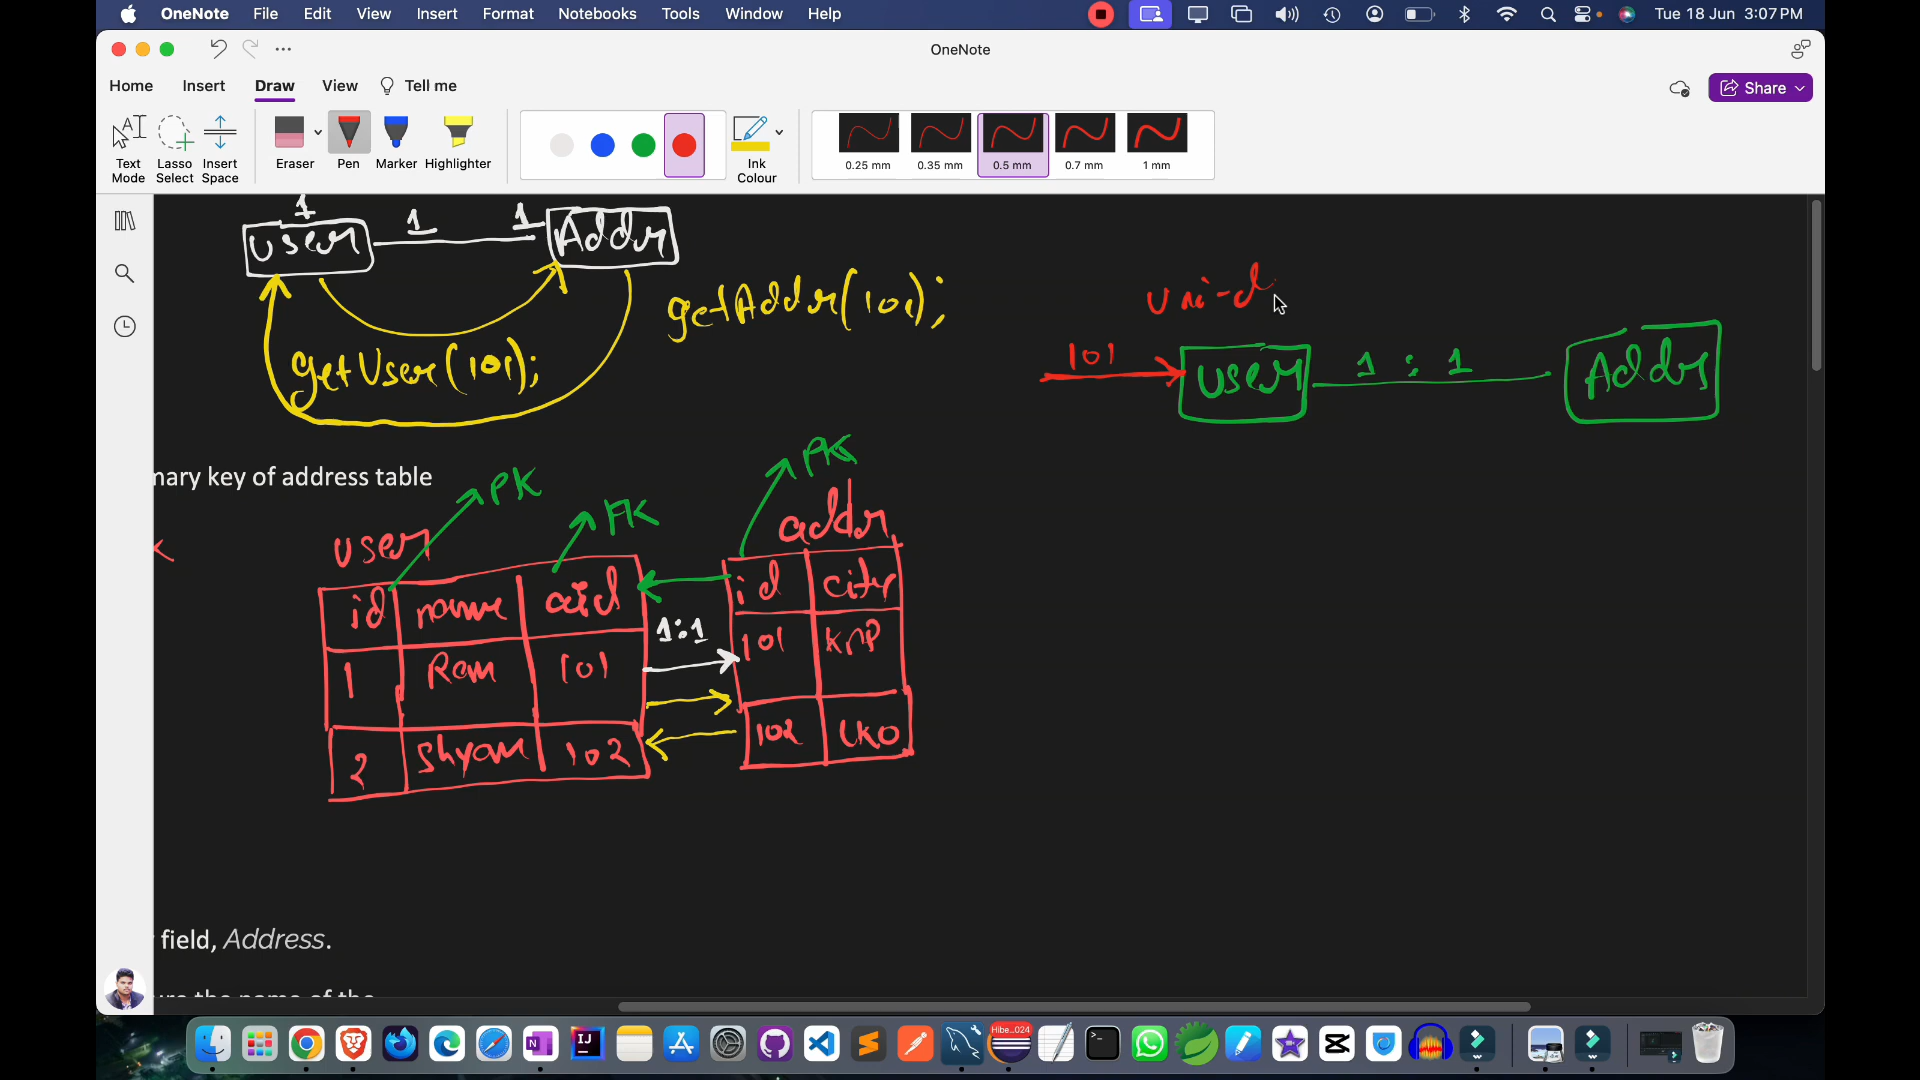 OneNote File Edit View Insert Format Notebooks Tools Window Help Tue 18 Jun 3:07 PM
OneNote
Home Insert Draw View Tell me Share
Text Mode
Lasso Select
Insert Space
Eraser
Pen
Marker
Highlighter
Ink Colour
0.25 mm
0.35 mm
0.5 mm
0.7 mm
1 mm
1
User 1 1 Addr
getAddr(101);
getUser(101);
uni-d
101 User 1 : 1 Addr
mary key of address table
PK
FK
PK
user
id name aid
1 Ram 101
2 Shyam 102
1:1
addr
id city
101 KNP
102 LKO
field, Address.
Hibe...024
IJ